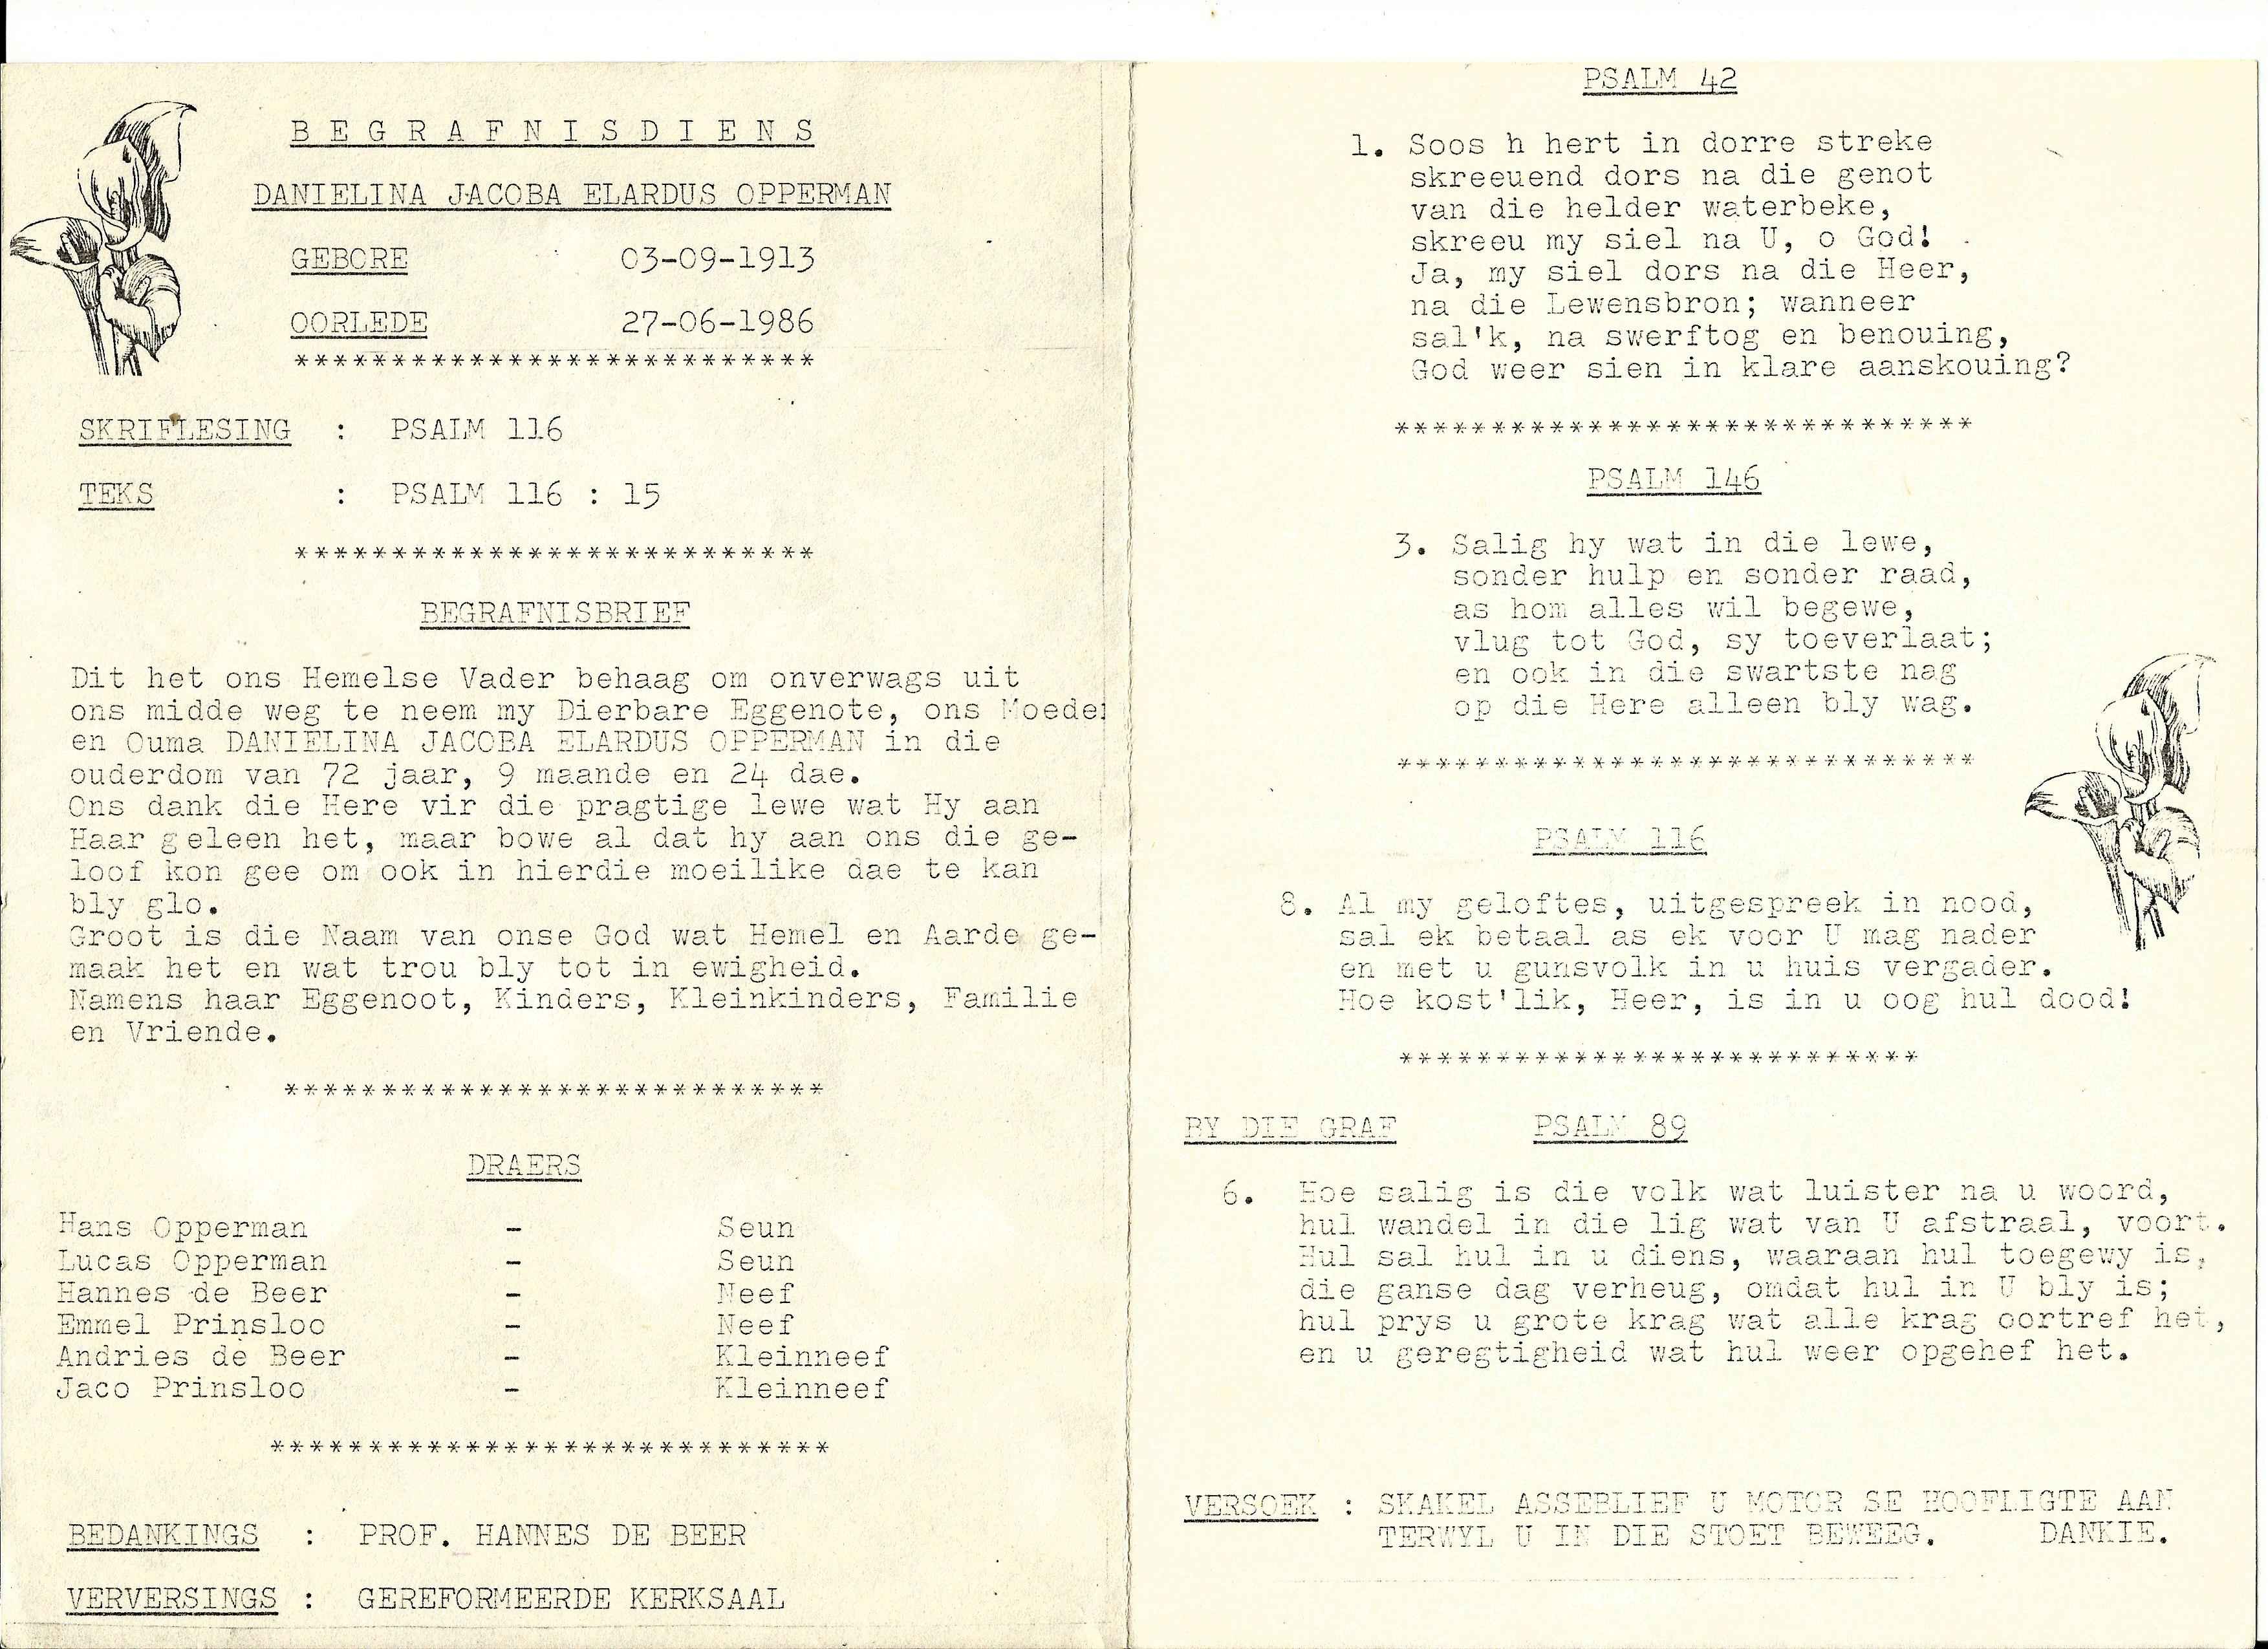 B E G R A F N I S D I E N S
DANIELINA JACOBA ELARDUS OPPERMAN
GEBORE : 03-09-1913
OORLEDE 27-06-1986
***************************
SKRIFLESING : PSALM 116
TEKS : PSALM 116 : 15
***************************
BEGRAFNISBRIEF
Dit het ons Hemelse Vader behaag om onverwags uit
ons midde weg te neem my Dierbare Eggenote, ons Moeder
en Ouma DANIELINA JACOBA ELARDUS OPPERMAN in die
ouderdom van 72 jaar, 9 maande en 24 dae.
Ons dank die Here vir die pragtige lewe wat Hy aan
Haar geleen het, maar bowe al dat hy aan ons die ge-
loof kon gee om ook in hierdie moeilike dae te kan
bly glo.
Groot is die Naam van onse God wat Hemel en Aarde ge-
maak het en wat trou bly tot in ewigheid.
Namens haar Eggenoot, Kinders, Kleinkinders, Familie
en Vriende.
****************************
DRAERS
Hans Opperman - Seun
Lucas Opperman - Seun
Hannes de Beer - Neef
Emmel Prinsloo - Neef
Andries de Beer - Kleinneef
Jaco Prinsloo - Kleinneef
*****************************
BEDANKINGS : PROF. HANNES DE BEER
VERVERSINGS : GEREFORMEERDE KERKSAAL
PSALM 42
1. Soos h hert in dorre streke
skreeuend dors na die genot
van die helder waterbeke,
skreeu my siel na U, o God!
Ja, my siel dors na die Heer,
na die Lewensbron; wanneer
sal'k, na swerftog en benouing,
God weer sien in klare aanskouing?
******************************
PSALM 146
3. Salig hy wat in die lewe,
sonder hulp en sonder raad,
as hom alles wil begewe,
vlug tot God, sy toeverlaat;
en ook in die swartste nag
op die Here alleen bly wag.
******************************
PSALM 116
8. Al my geloftes, uitgespreek in nood,
sal ek betaal as ek voor U mag nader
en met u gunsvolk in u huis vergader.
Hoe kost'lik, Heer, is in u oog hul dood!
***************************
BY DIE GRAF PSALM 89
6. Hoe salig is die volk wat luister na u woord,
hul wandel in die lig wat van U afstraal, voort.
Hul sal hul in u diens, waaraan hul toegewy is,
die ganse dag verheug, omdat hul in U bly is;
hul prys u grote krag wat alle krag oortref het,
en u geregtigheid wat hul weer opgehef het.
VERSOEK : SKAKEL ASSEBLIEF U MOTOR SE HOOFLIGTE AAN
TERWYL U IN DIE STOET BEWEEG. DANKIE.